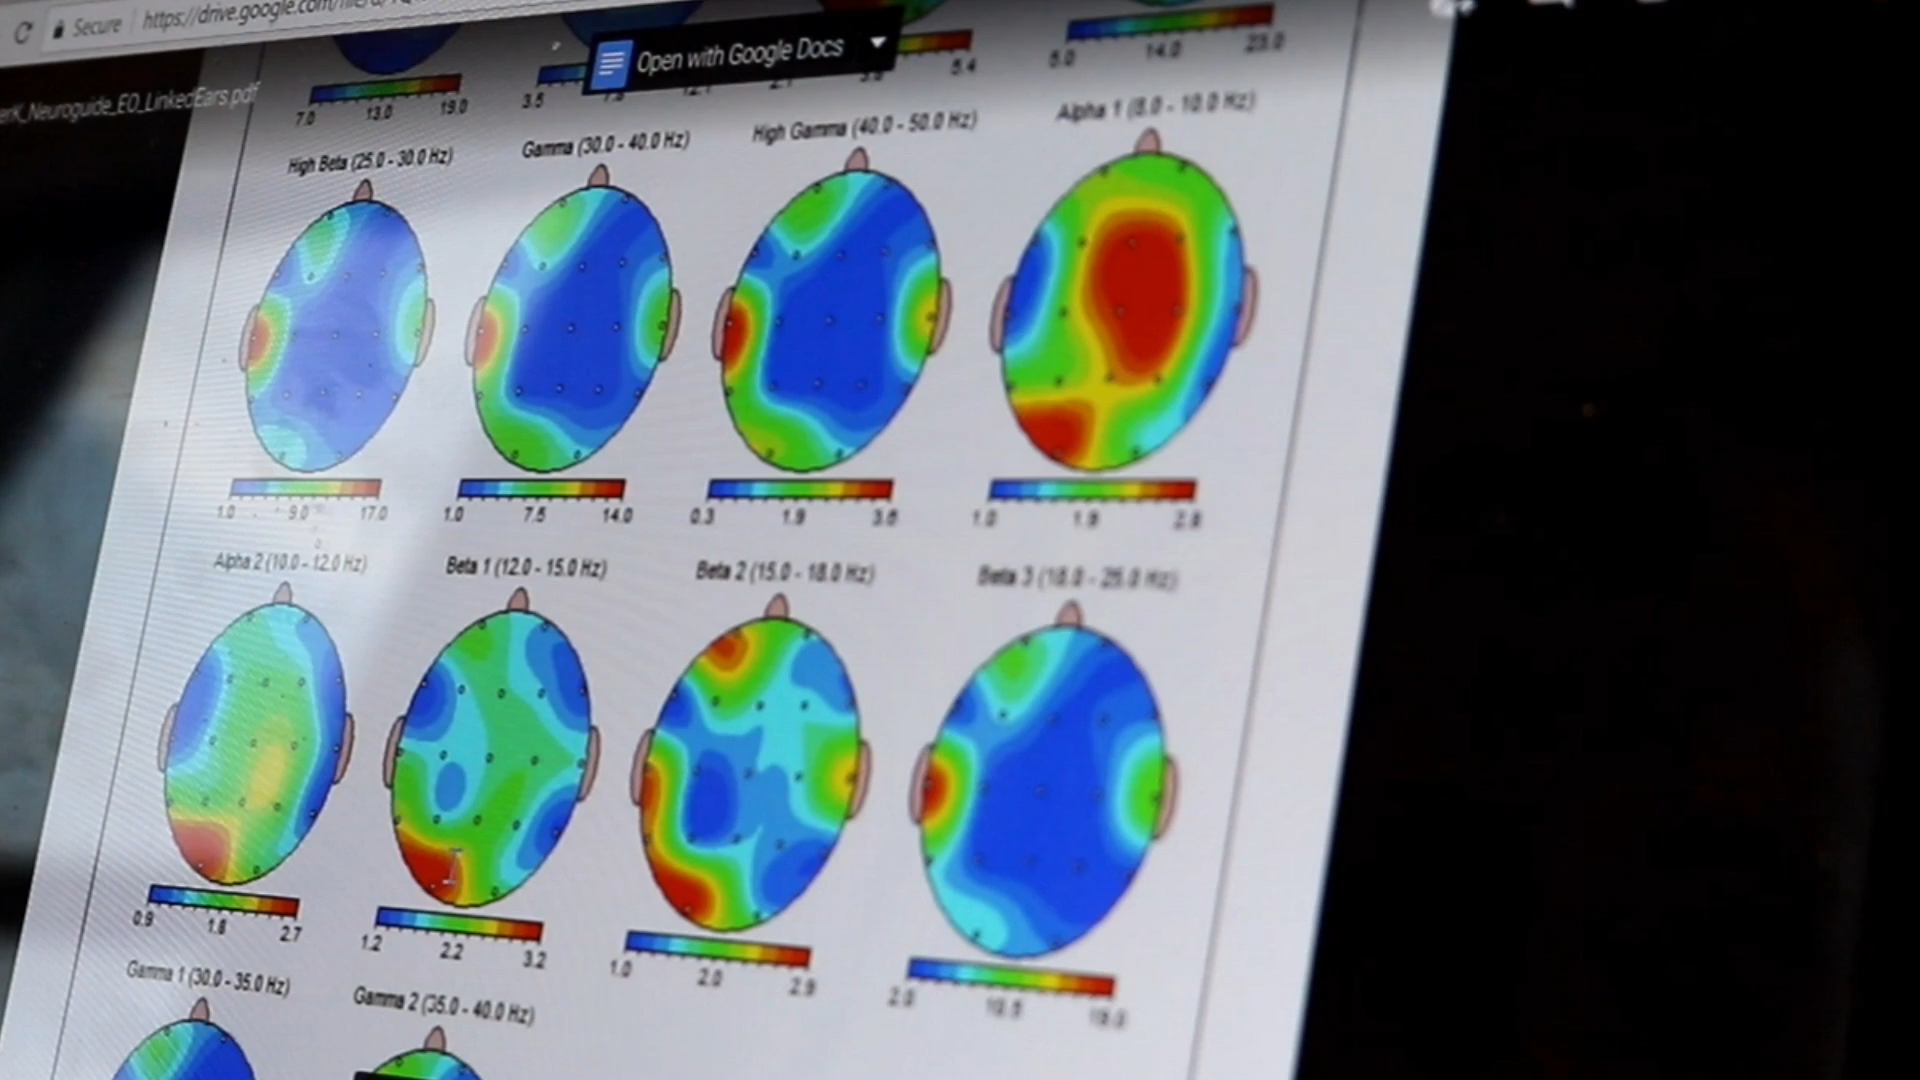 Secure https://drive.google.com/file/d/
erK_Neuroguide_EO_LinkedEars.pdf
Open with Google Docs
7.0 13.0 19.0
3.5
5.4
5.0 14.0 23.0
High Beta (25.0 - 30.0 Hz)
Gamma (30.0 - 40.0 Hz)
High Gamma (40.0 - 50.0 Hz)
Alpha 1 (8.0 - 10.0 Hz)
1.0 9.0 17.0
1.0 7.5 14.0
0.3 1.9
1.0 1.9
Alpha 2 (10.0 - 12.0 Hz)
Beta 1 (12.0 - 15.0 Hz)
Beta 2 (15.0 - 18.0 Hz)
Beta 3 (18.0 - 25.0 Hz)
0.9 1.8 2.7
1.2 2.2 3.2
1.0 2.0 2.9
2.0 10.5 19.0
Gamma 1 (30.0 - 35.0 Hz)
Gamma 2 (35.0 - 40.0 Hz)